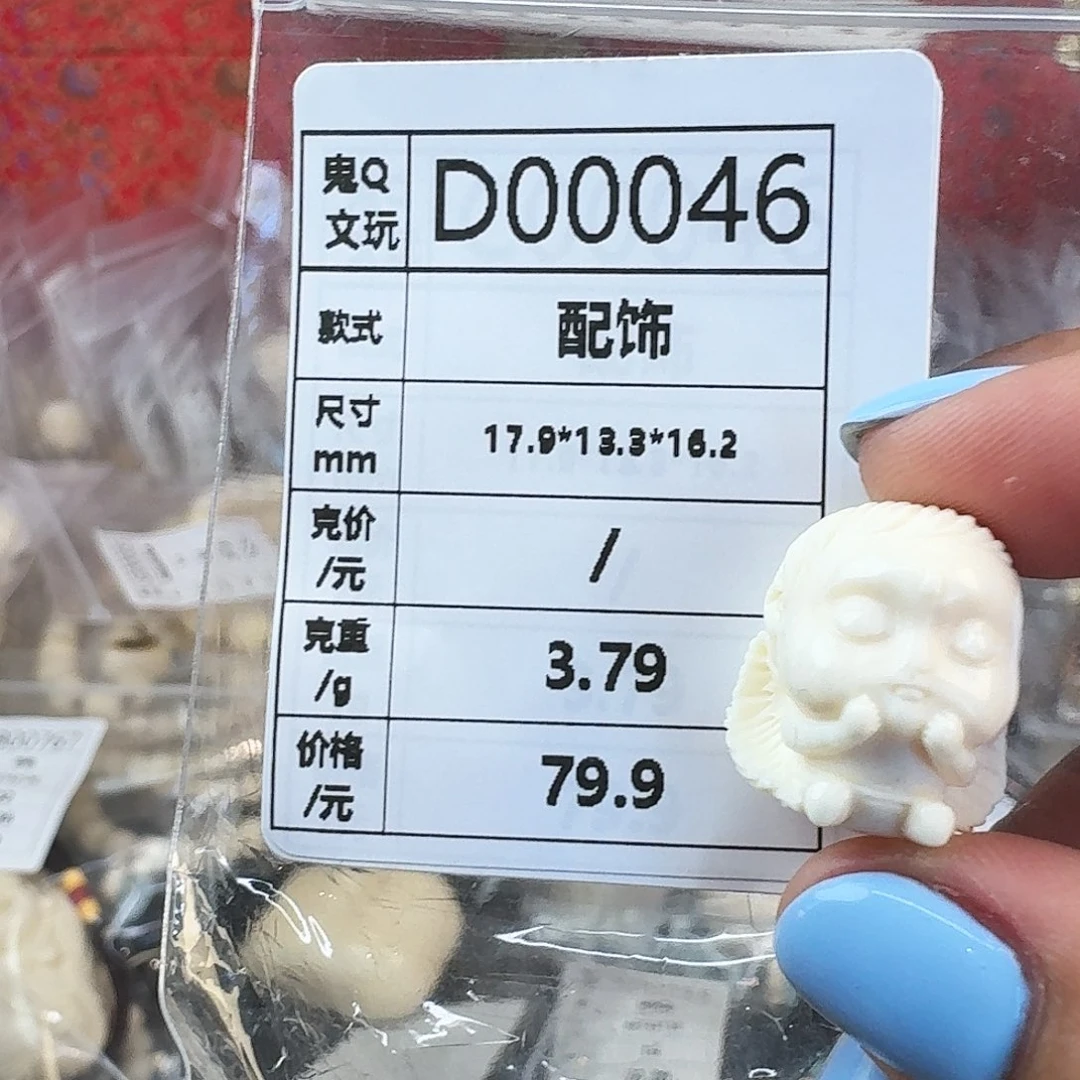 鬼Q
文玩
D00046
款式
配饰
尺寸
mm
17.9*13.3*16.2
克价
/元
/
克重
/g
3.79
价格
/元
79.9